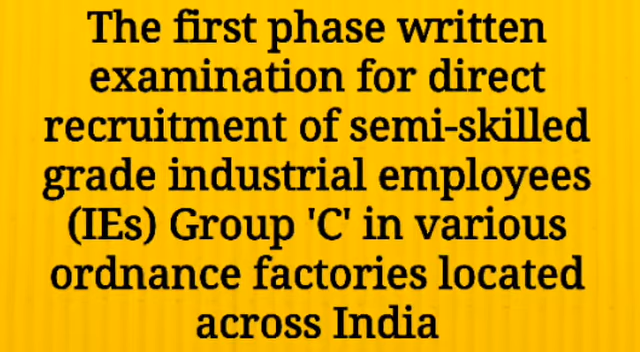 The first phase written
examination for direct
recruitment of semi-skilled
grade industrial employees
(IEs) Group 'C' in various
ordnance factories located
across India